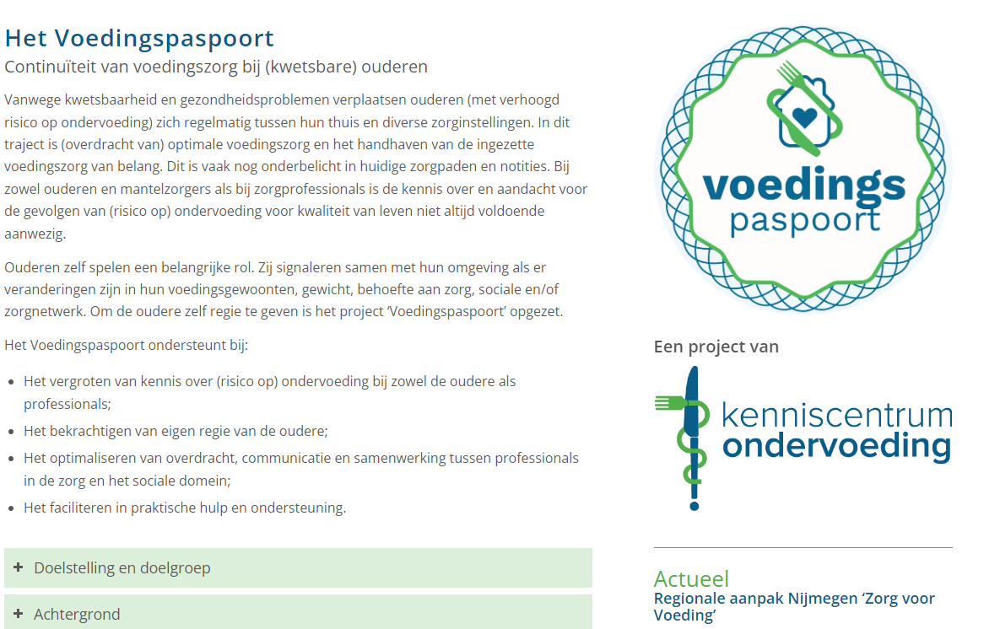 Het Voedingspaspoort
Continuïteit van voedingszorg bij (kwetsbare) ouderen
Vanwege kwetsbaarheid en gezondheidsproblemen verplaatsen ouderen (met verhoogd
risico op ondervoeding) zich regelmatig tussen hun thuis en diverse zorginstellingen. In dit
traject is (overdracht van) optimale voedingszorg en het handhaven van de ingezette
voedingszorg van belang. Dit is vaak nog onderbelicht in huidige zorgpaden en notities. Bij
zowel ouderen en mantelzorgers als bij zorgprofessionals is de kennis over en aandacht voor
de gevolgen van (risico op) ondervoeding voor kwaliteit van leven niet altijd voldoende
aanwezig.
Ouderen zelf spelen een belangrijke rol. Zij signaleren samen met hun omgeving als er
veranderingen zijn in hun voedingsgewoonten, gewicht, behoefte aan zorg, sociale en/of
zorgnetwerk. Om de oudere zelf regie te geven is het project ‘Voedingspaspoort’ opgezet.
Het Voedingspaspoort ondersteunt bij:
• Het vergroten van kennis over (risico op) ondervoeding bij zowel de oudere als
professionals;
• Het bekrachtigen van eigen regie van de oudere;
• Het optimaliseren van overdracht, communicatie en samenwerking tussen professionals
in de zorg en het sociale domein;
• Het faciliteren in praktische hulp en ondersteuning.
+ Doelstelling en doelgroep
+ Achtergrond
voedings
paspoort
Een project van
kenniscentrum
ondervoeding
Actueel
Regionale aanpak Nijmegen ‘Zorg voor
Voeding’